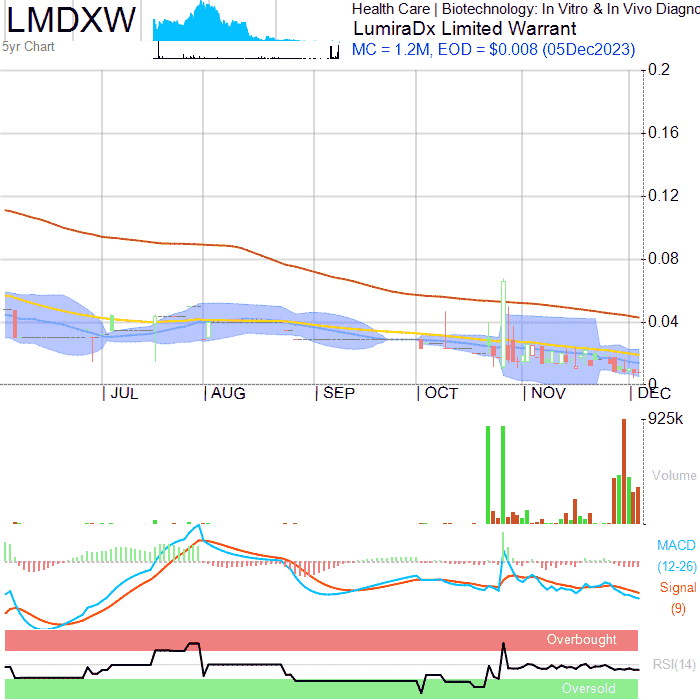 LMDXW
5yr Chart
Health Care | Biotechnology: In Vitro & In Vivo Diagno
LumiraDx Limited Warrant
MC = 1.2M, EOD = $0.008 (05Dec2023)
0.2
0.16
0.12
0.08
0.04
0
JUL AUG SEP OCT NOV DEC
925k
Volume
MACD
(12-26)
Signal
(9)
Overbought
RSI(14)
Oversold